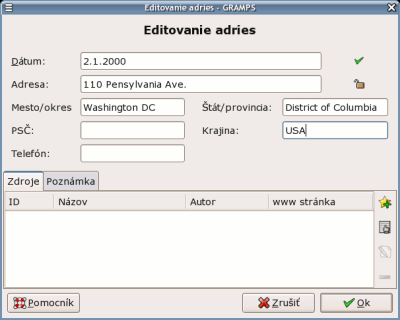 Editovanie adries - GRAMPS
Editovanie adries
Dátum: 2.1.2000
Adresa: 110 Pensylvania Ave.
Mesto/okres Washington DC Štát/provincia: District of Columbia
PSČ: Krajina: USA
Telefón:
Zdroje Poznámka
ID Názov Autor www stránka
Pomocník Zrušiť Ok